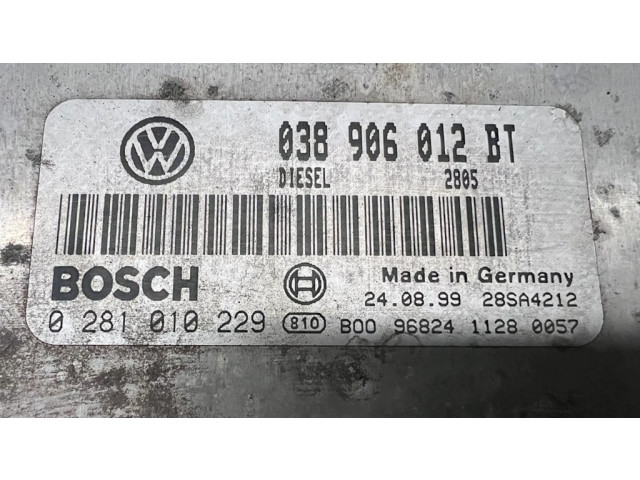 038 906 012 BT
DIESEL 2805
BOSCH
Made in Germany
24.08.99 28SA4212
0 281 010 229 810 B00 96824 1128 0057